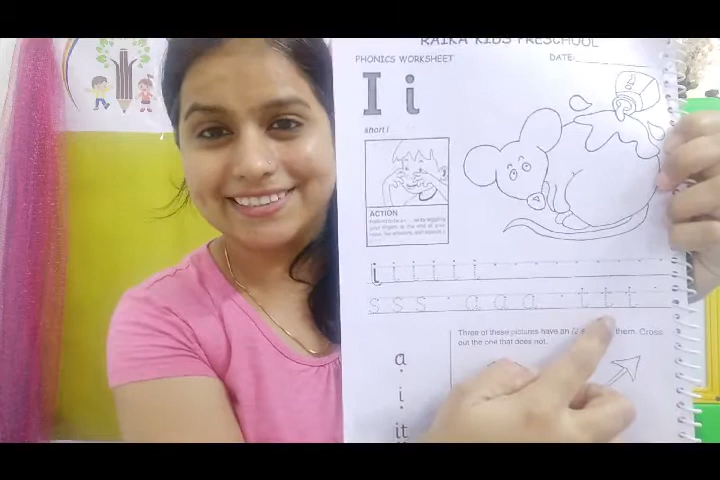 RAIKA KIDS PRESCHOOL
PHONICS WORKSHEET DATE:
I i
short i
ACTION
i i i i i i
s s s a a a t t t
Three of these pictures have an them. Cross
out the one that does not.
a
i
it